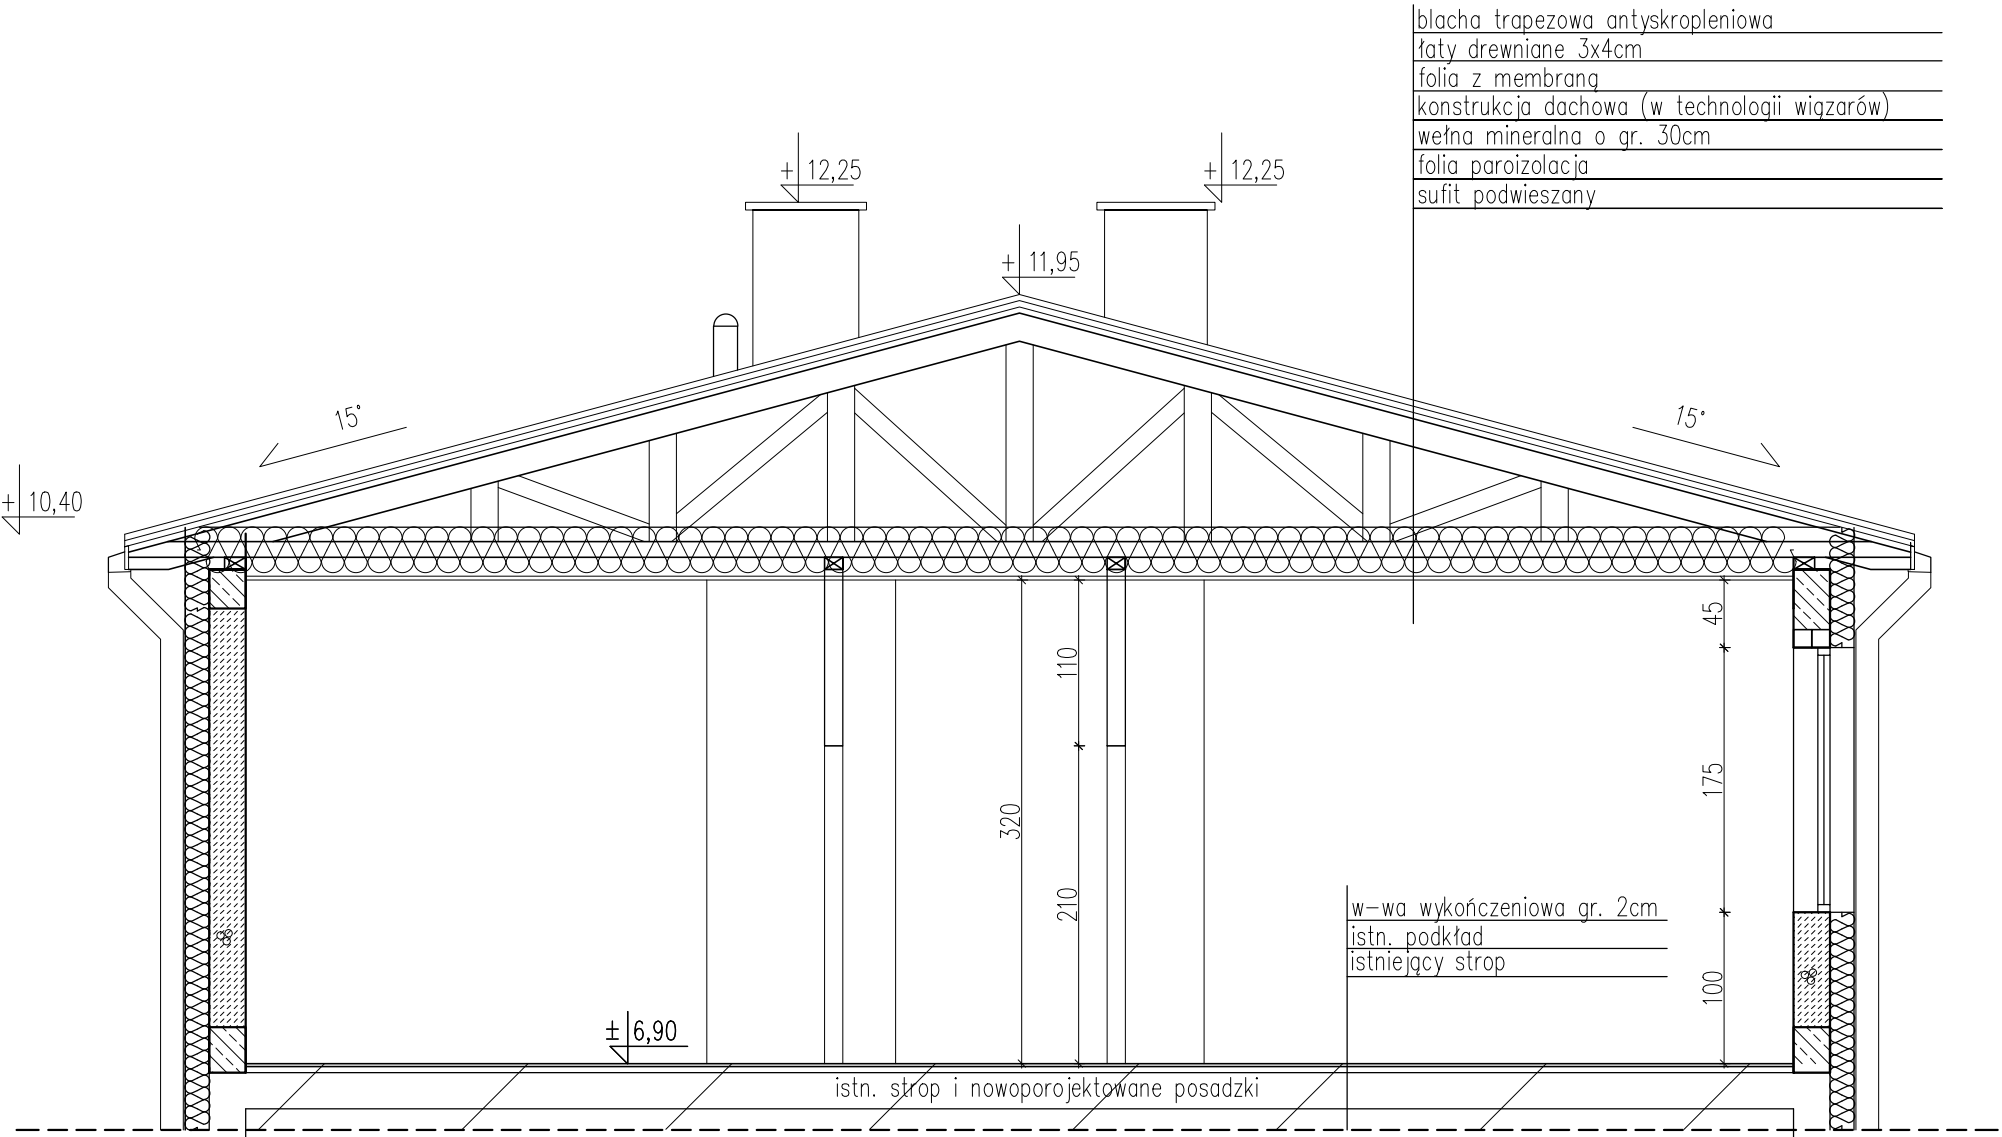 blacha trapezowa antyskropleniowa
łaty drewniane 3x4cm
folia z membraną
konstrukcja dachowa (w technologii wiązarów)
wełna mineralna o gr. 30cm
folia paroizolacja
sufit podwieszany
+ 12,25
+ 12,25
+ 11,95
15°
15°
+ 10,40
45
110
175
320
210
100
w-wa wykończeniowa gr. 2cm
istn. podkład
istniejący strop
± 6,90
istn. strop i nowoporojektowane posadzki